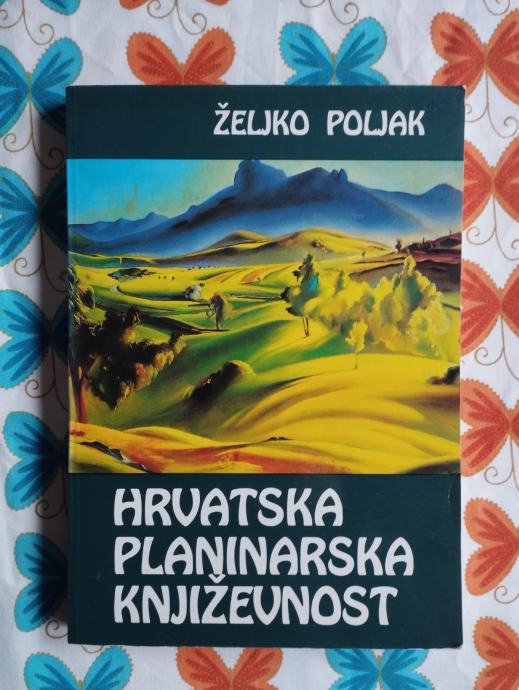 ŽELJKO POLJAK
HRVATSKA
PLANINARSKA
KNJIŽEVNOST